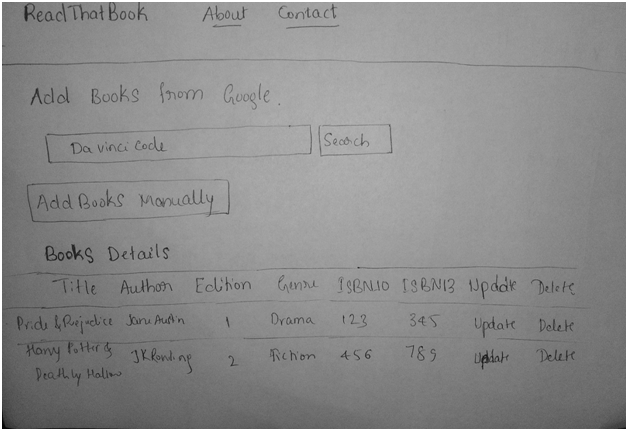 ReadThatBook About Contact
Add Books from Google.
Da vinci Code Search
Add Books Manually
Books Details
Title Author Edition Genre ISBN10 ISBN13 Update Delete
Pride & Prejudice Jane Austin 1 Drama 123 345 Update Delete
Harry Potter & JK Rowling 2 Fiction 456 789 Update Delete
Deathly Hallow